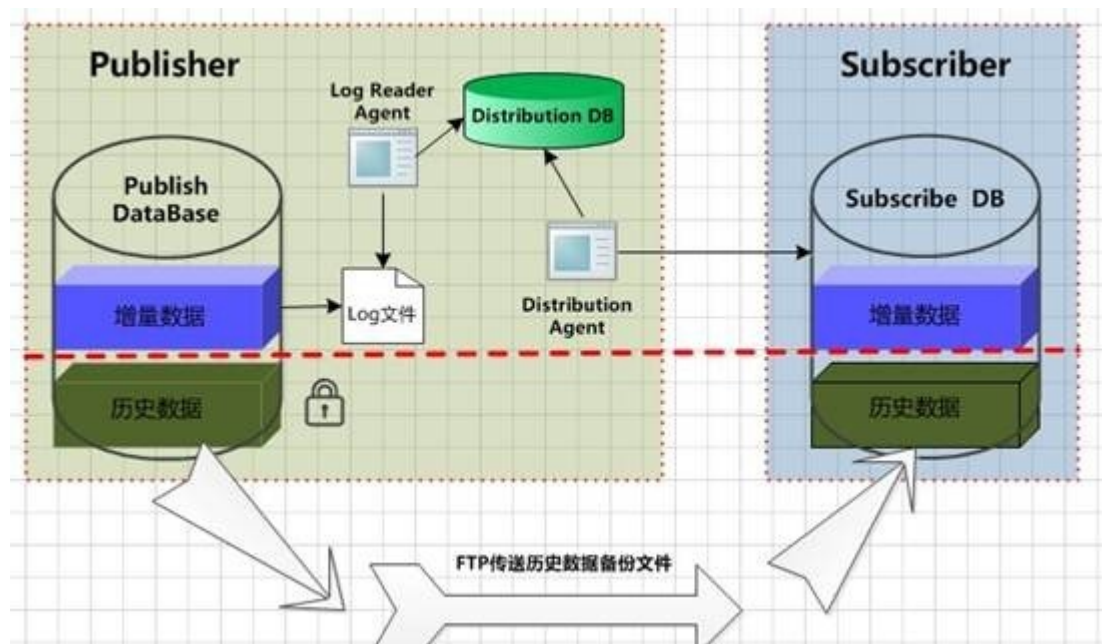 Publisher
Subscriber
Log Reader
Agent
Distribution DB
Publish
DataBase
Subscribe DB
增量数据
Log文件
Distribution
Agent
增量数据
历史数据
历史数据
FTP传送历史数据备份文件